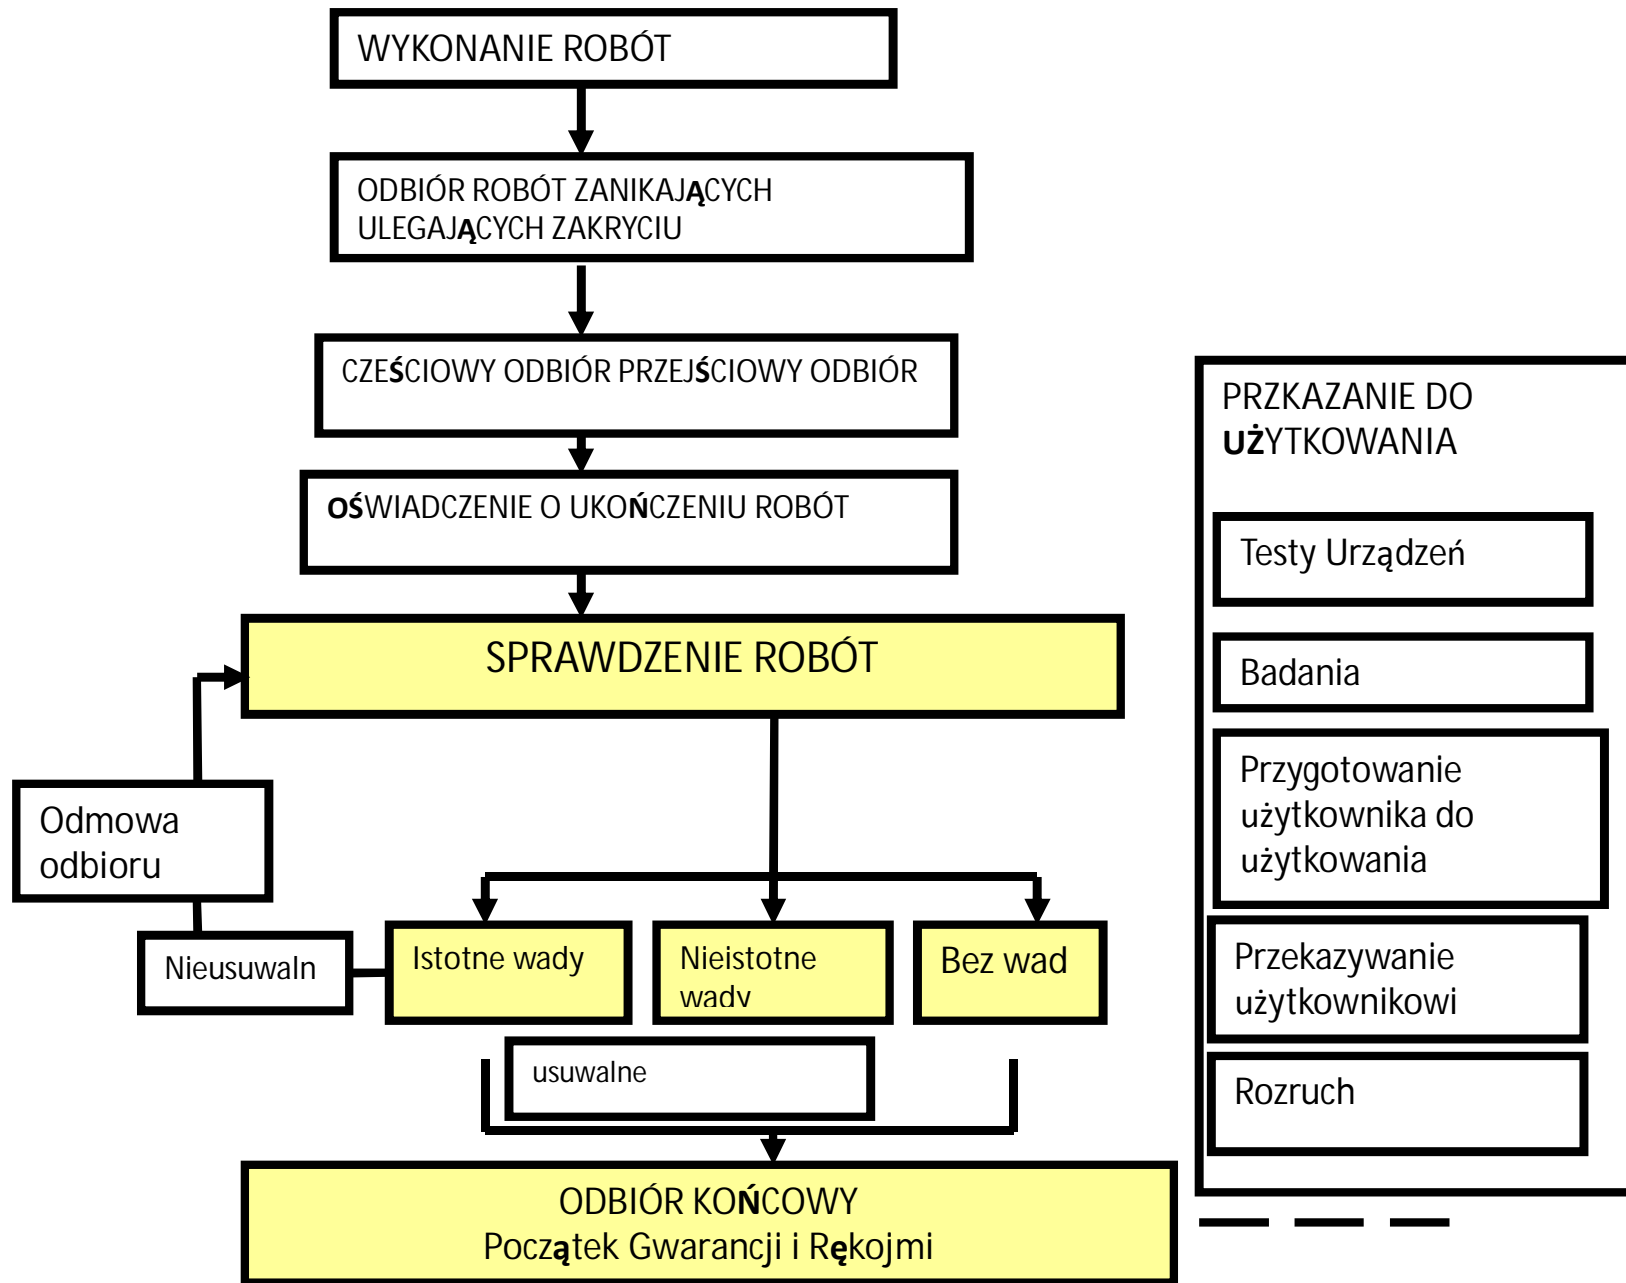 WYKONANIE ROBÓT
ODBIÓR ROBÓT ZANIKAJĄCYCH
ULEGAJĄCYCH ZAKRYCIU
CZEŚCIOWY ODBIÓR PRZEJŚCIOWY ODBIÓR
OŚWIADCZENIE O UKOŃCZENIU ROBÓT
SPRAWDZENIE ROBÓT
Odmowa
odbioru
Nieusuwaln
Istotne wady
Nieistotne
wady
Bez wad
usuwalne
ODBIÓR KOŃCOWY
Początek Gwarancji i Rękojmi
PRZKAZANIE DO
UŻYTKOWANIA
Testy Urządzeń
Badania
Przygotowanie
użytkownika do
użytkowania
Przekazywanie
użytkownikowi
Rozruch